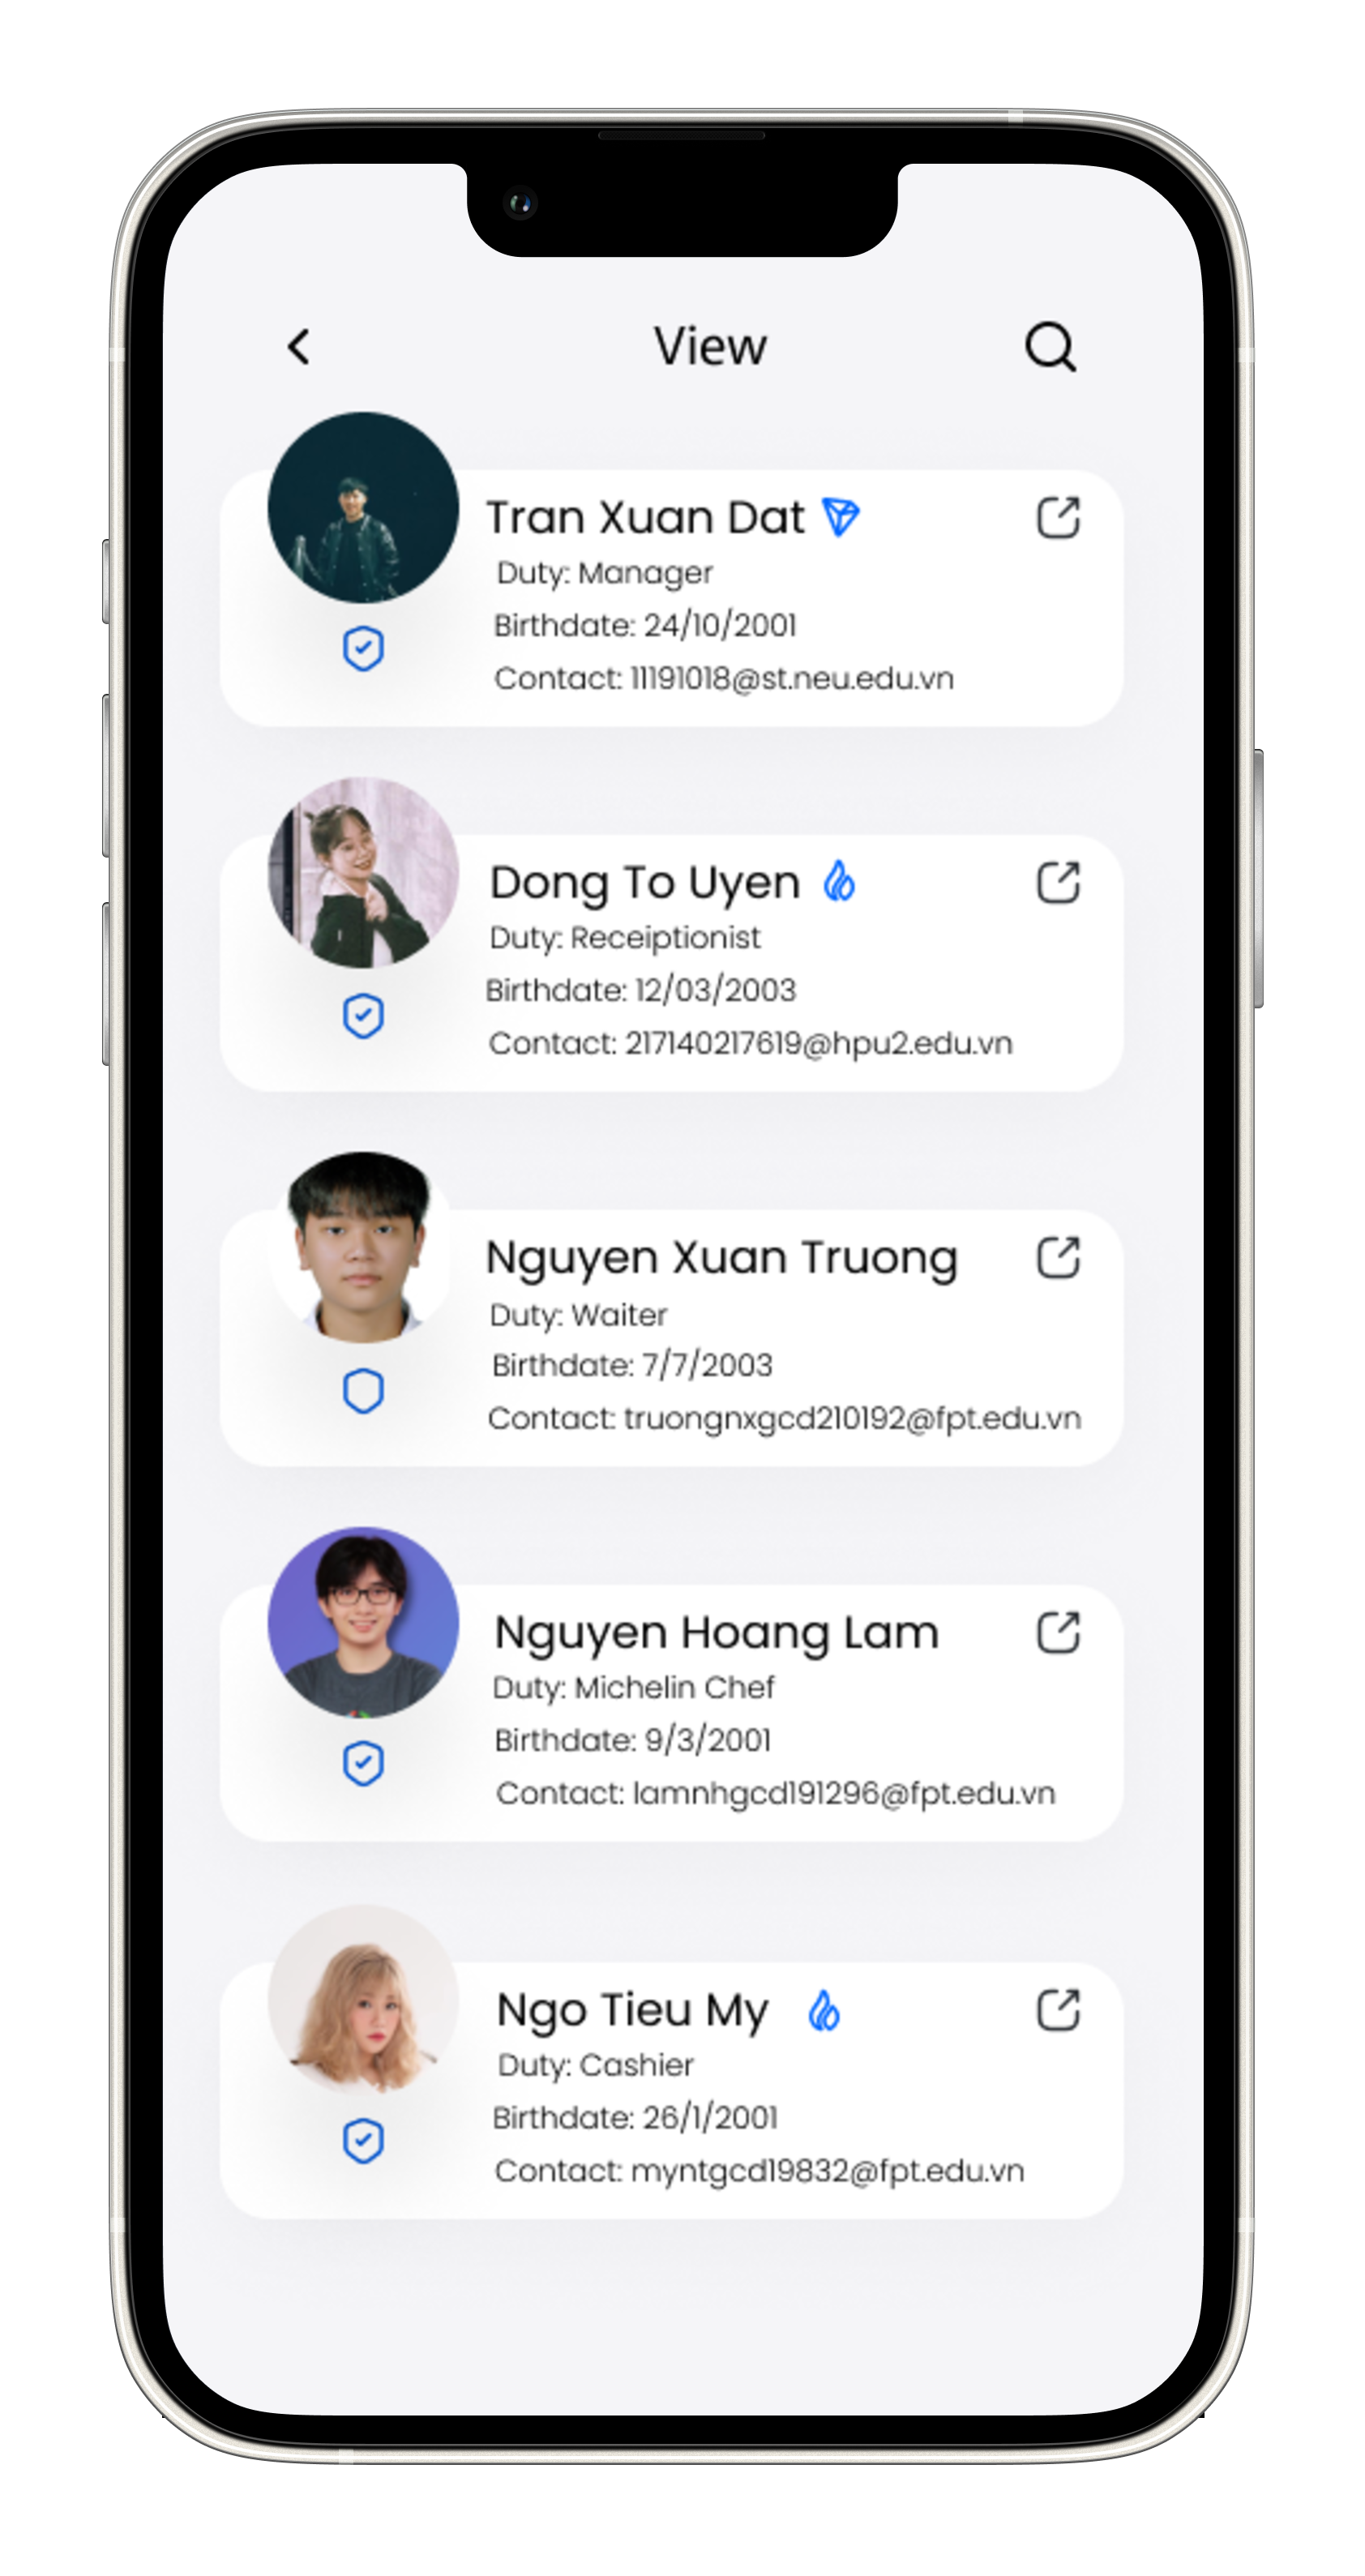 View
Tran Xuan Dat
Duty: Manager
Birthdate: 24/10/2001
Contact: 11191018@st.neu.edu.vn
Dong To Uyen
Duty: Receiptionist
Birthdate: 12/03/2003
Contact: 217140217619@hpu2.edu.vn
Nguyen Xuan Truong
Duty: Waiter
Birthdate: 7/7/2003
Contact: truongnxgcd210192@fpt.edu.vn
Nguyen Hoang Lam
Duty: Michelin Chef
Birthdate: 9/3/2001
Contact: lamnhgcd191296@fpt.edu.vn
Ngo Tieu My
Duty: Cashier
Birthdate: 26/1/2001
Contact: myntgcd19832@fpt.edu.vn